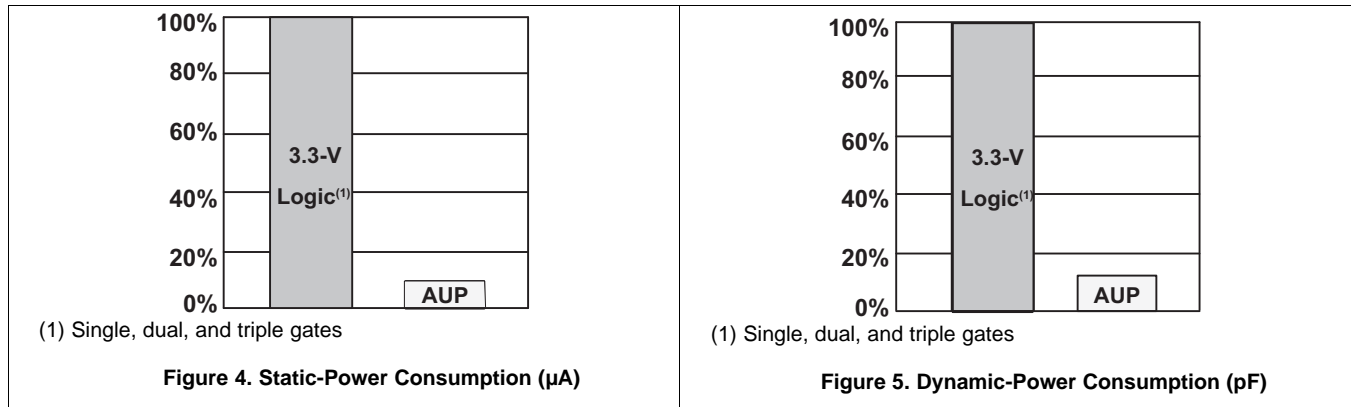 100%
80%
60%
40%
20%
0%
3.3-V
Logic(1)
AUP
(1) Single, dual, and triple gates
Figure 4. Static-Power Consumption (µA)
100%
80%
60%
40%
20%
0%
3.3-V
Logic(1)
AUP
(1) Single, dual, and triple gates
Figure 5. Dynamic-Power Consumption (pF)